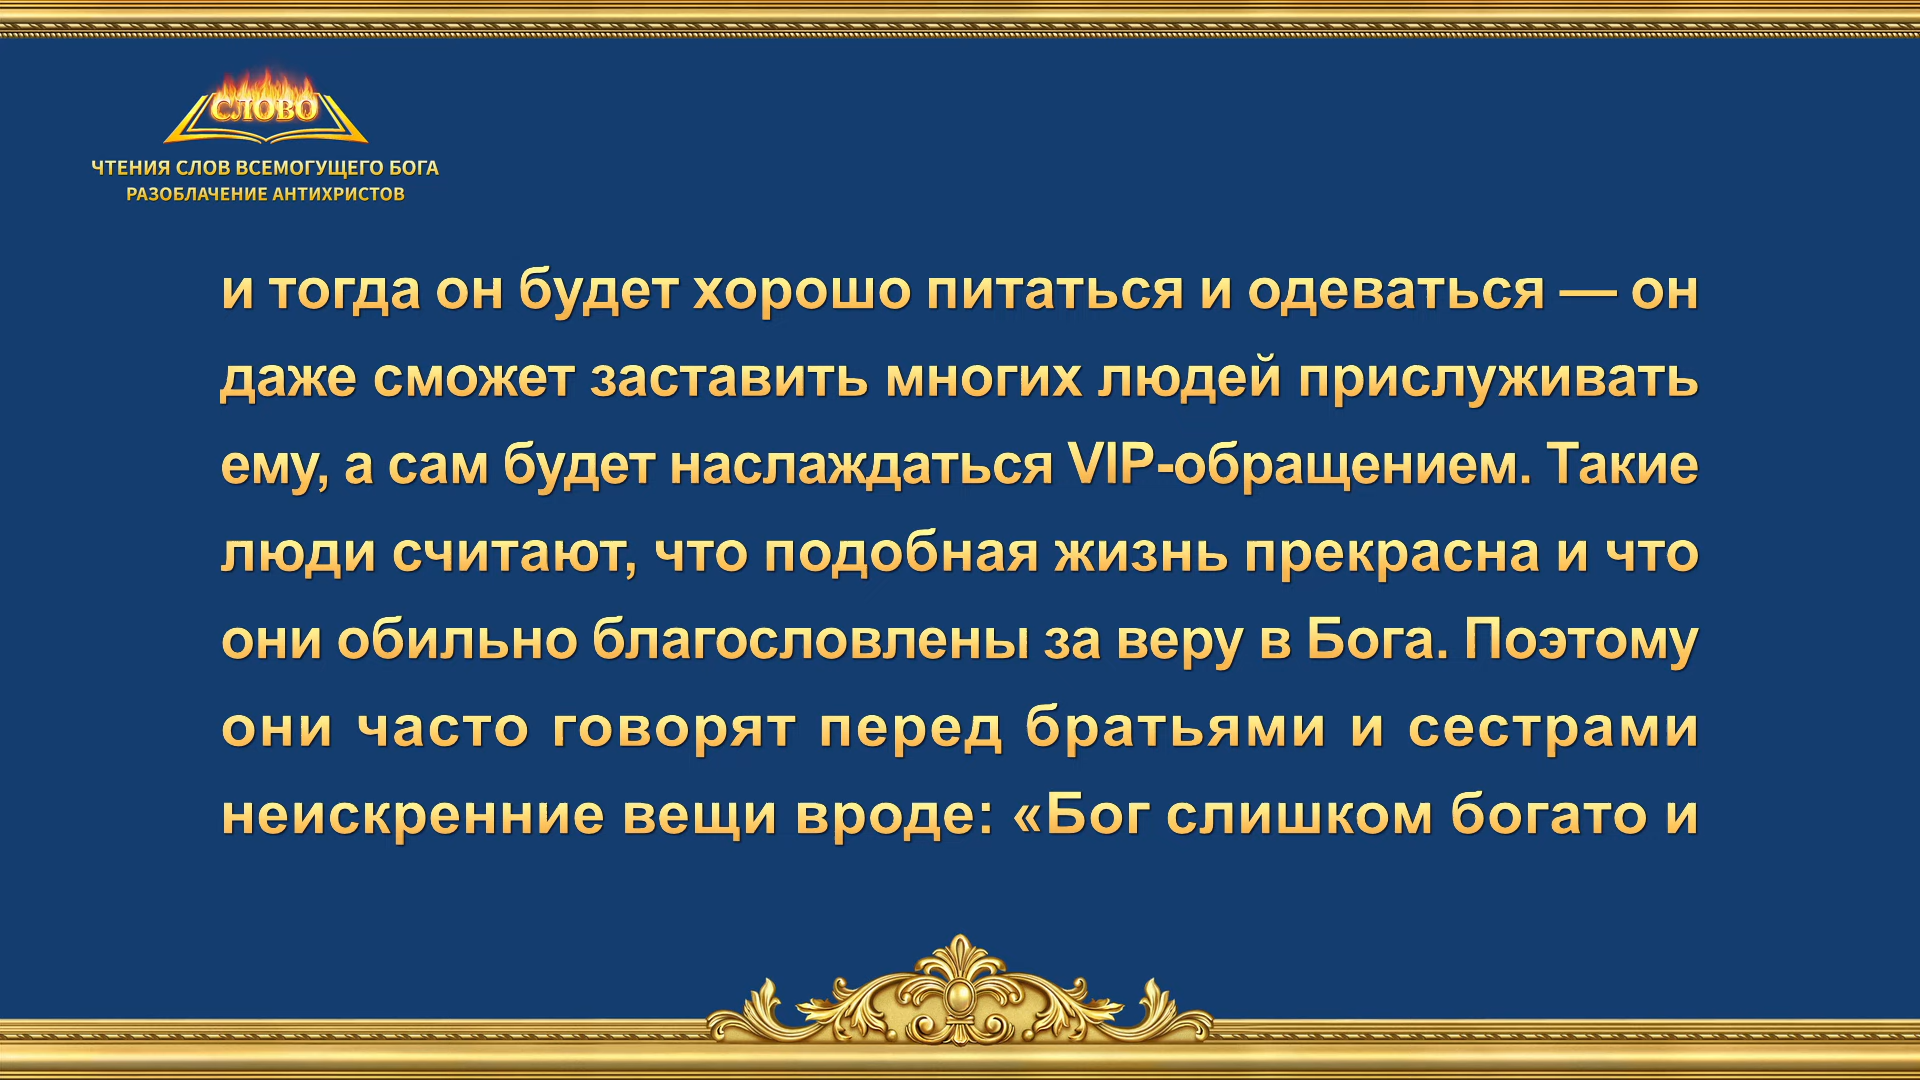 СЛОВО
ЧТЕНИЯ СЛОВ ВСЕМОГУЩЕГО БОГА
РАЗОБЛАЧЕНИЕ АНТИХРИСТОВ
и тогда он будет хорошо питаться и одеваться — он
даже сможет заставить многих людей прислуживать
ему, а сам будет наслаждаться VIP-обращением. Такие
люди считают, что подобная жизнь прекрасна и что
они обильно благословлены за веру в Бога. Поэтому
они часто говорят перед братьями и сестрами
неискренние вещи вроде: «Бог слишком богато и